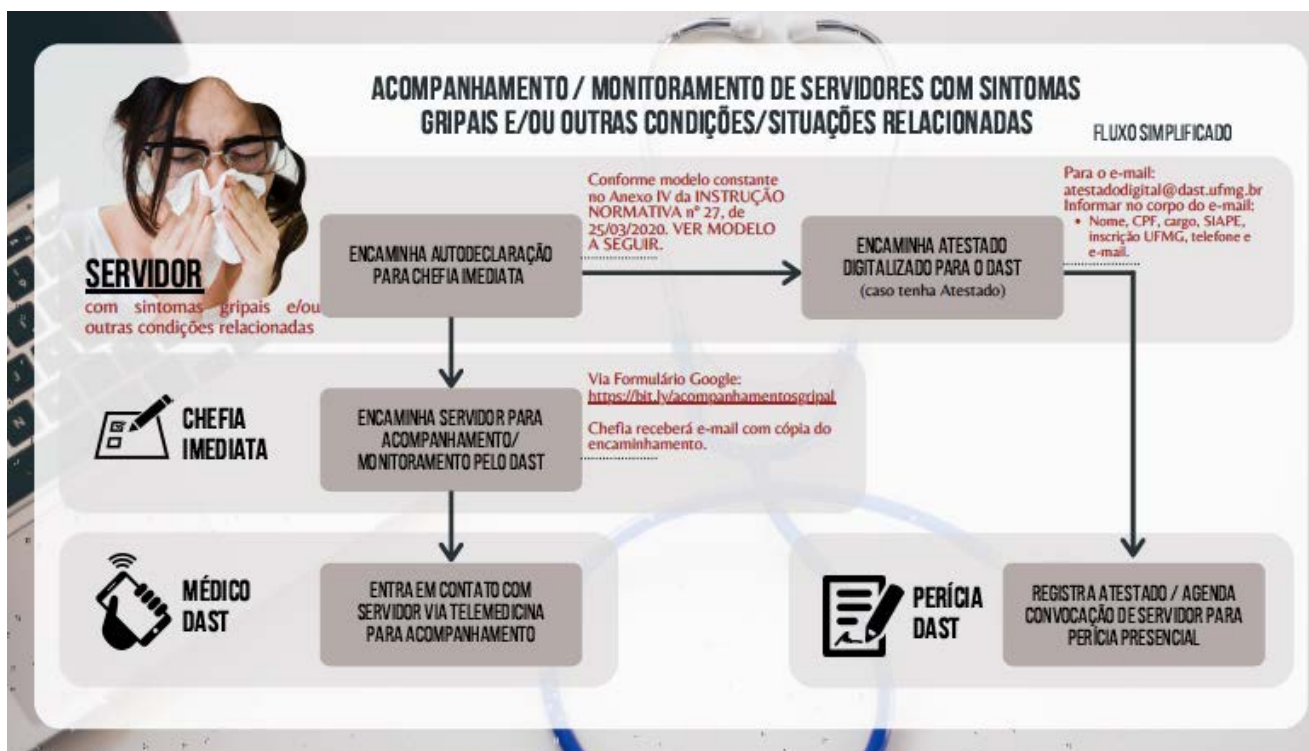 ACOMPANHAMENTO / MONITORAMENTO DE SERVIDORES COM SINTOMAS
GRIPAIS E/OU OUTRAS CONDIÇÕES/SITUAÇÕES RELACIONADAS
FLUXO SIMPLIFICADO
SERVIDOR
com sintomas gripais e/ou
outras condições relacionadas
ENCAMINHA AUTODECLARAÇÃO
PARA CHEFIA IMEDIATA
Conforme modelo constante
no Anexo IV da INSTRUÇÃO
NORMATIVA nº 27, de
25/03/2020. VER MODELO
A SEGUIR.
ENCAMINHA ATESTADO
DIGITALIZADO PARA O DAST
(caso tenha Atestado)
Para o e-mail:
atestadodigital@dast.ufmg.br
Informar no corpo do e-mail:
• Nome, CPF, cargo, SIAPE,
inscrição UFMG, telefone e
e-mail.
CHEFIA
IMEDIATA
ENCAMINHA SERVIDOR PARA
ACOMPANHAMENTO/
MONITORAMENTO PELO DAST
Via Formulário Google:
https://bit.ly/acompanhamentosgripal
Chefia receberá e-mail com cópia do
encaminhamento.
MÉDICO
DAST
ENTRA EM CONTATO COM
SERVIDOR VIA TELEMEDICINA
PARA ACOMPANHAMENTO
PERÍCIA
DAST
REGISTRA ATESTADO / AGENDA
CONVOCAÇÃO DE SERVIDOR PARA
PERÍCIA PRESENCIAL